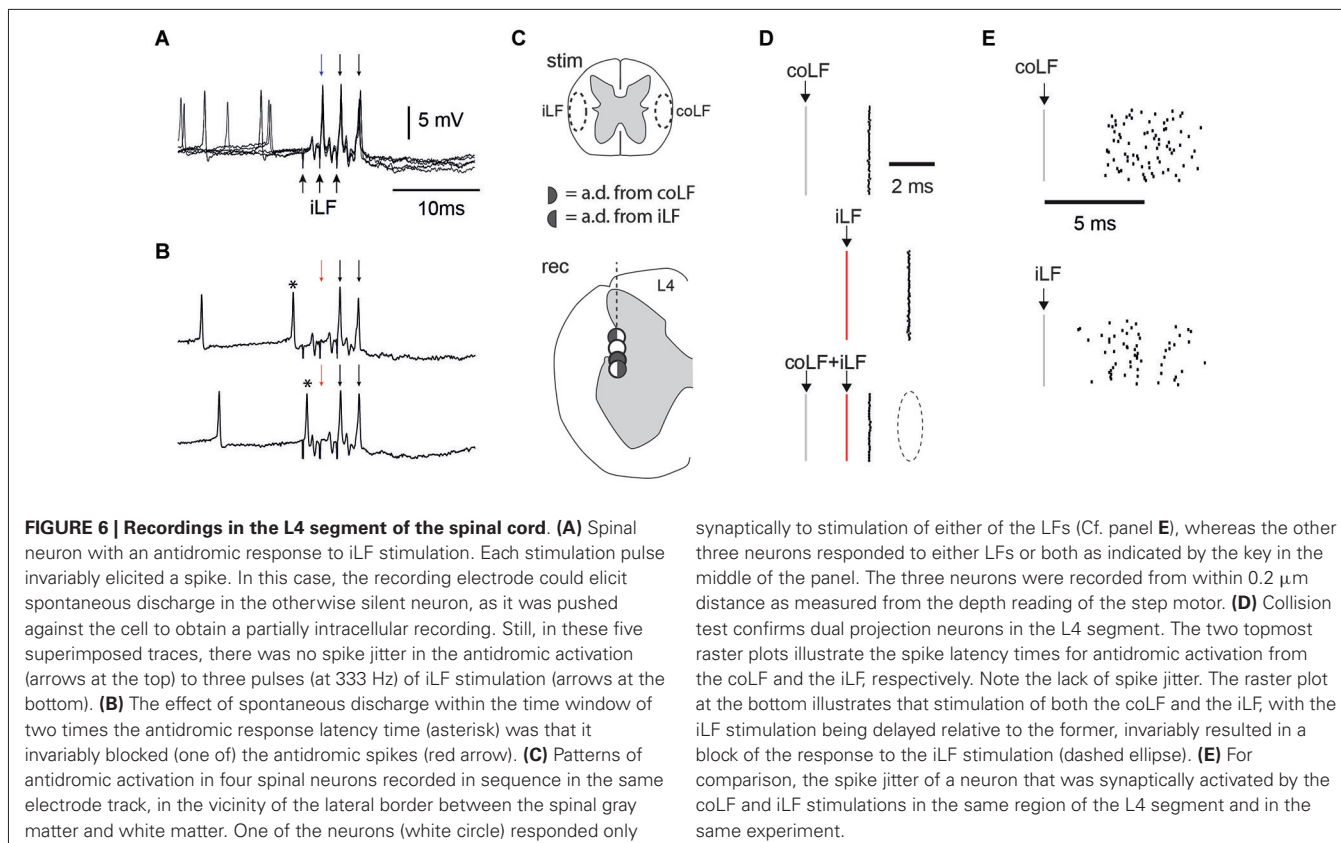 A
5 mV
iLF
10ms
B
*
*
C
stim
iLF
coLF
= a.d. from coLF
= a.d. from iLF
rec
L4
D
coLF
2 ms
iLF
coLF+iLF
E
coLF
5 ms
iLF
FIGURE 6 | Recordings in the L4 segment of the spinal cord. (A) Spinal
neuron with an antidromic response to iLF stimulation. Each stimulation pulse
invariably elicited a spike. In this case, the recording electrode could elicit
spontaneous discharge in the otherwise silent neuron, as it was pushed
against the cell to obtain a partially intracellular recording. Still, in these five
superimposed traces, there was no spike jitter in the antidromic activation
(arrows at the top) to three pulses (at 333 Hz) of iLF stimulation (arrows at the
bottom). (B) The effect of spontaneous discharge within the time window of
two times the antidromic response latency time (asterisk) was that it
invariably blocked (one of) the antidromic spikes (red arrow). (C) Patterns of
antidromic activation in four spinal neurons recorded in sequence in the same
electrode track, in the vicinity of the lateral border between the spinal gray
matter and white matter. One of the neurons (white circle) responded only
synaptically to stimulation of either of the LFs (Cf. panel E), whereas the other
three neurons responded to either LFs or both as indicated by the key in the
middle of the panel. The three neurons were recorded from within 0.2 μm
distance as measured from the depth reading of the step motor. (D) Collision
test confirms dual projection neurons in the L4 segment. The two topmost
raster plots illustrate the spike latency times for antidromic activation from
the coLF and the iLF, respectively. Note the lack of spike jitter. The raster plot
at the bottom illustrates that stimulation of both the coLF and the iLF, with the
iLF stimulation being delayed relative to the former, invariably resulted in a
block of the response to the iLF stimulation (dashed ellipse). (E) For
comparison, the spike jitter of a neuron that was synaptically activated by the
coLF and iLF stimulations in the same region of the L4 segment and in the
same experiment.